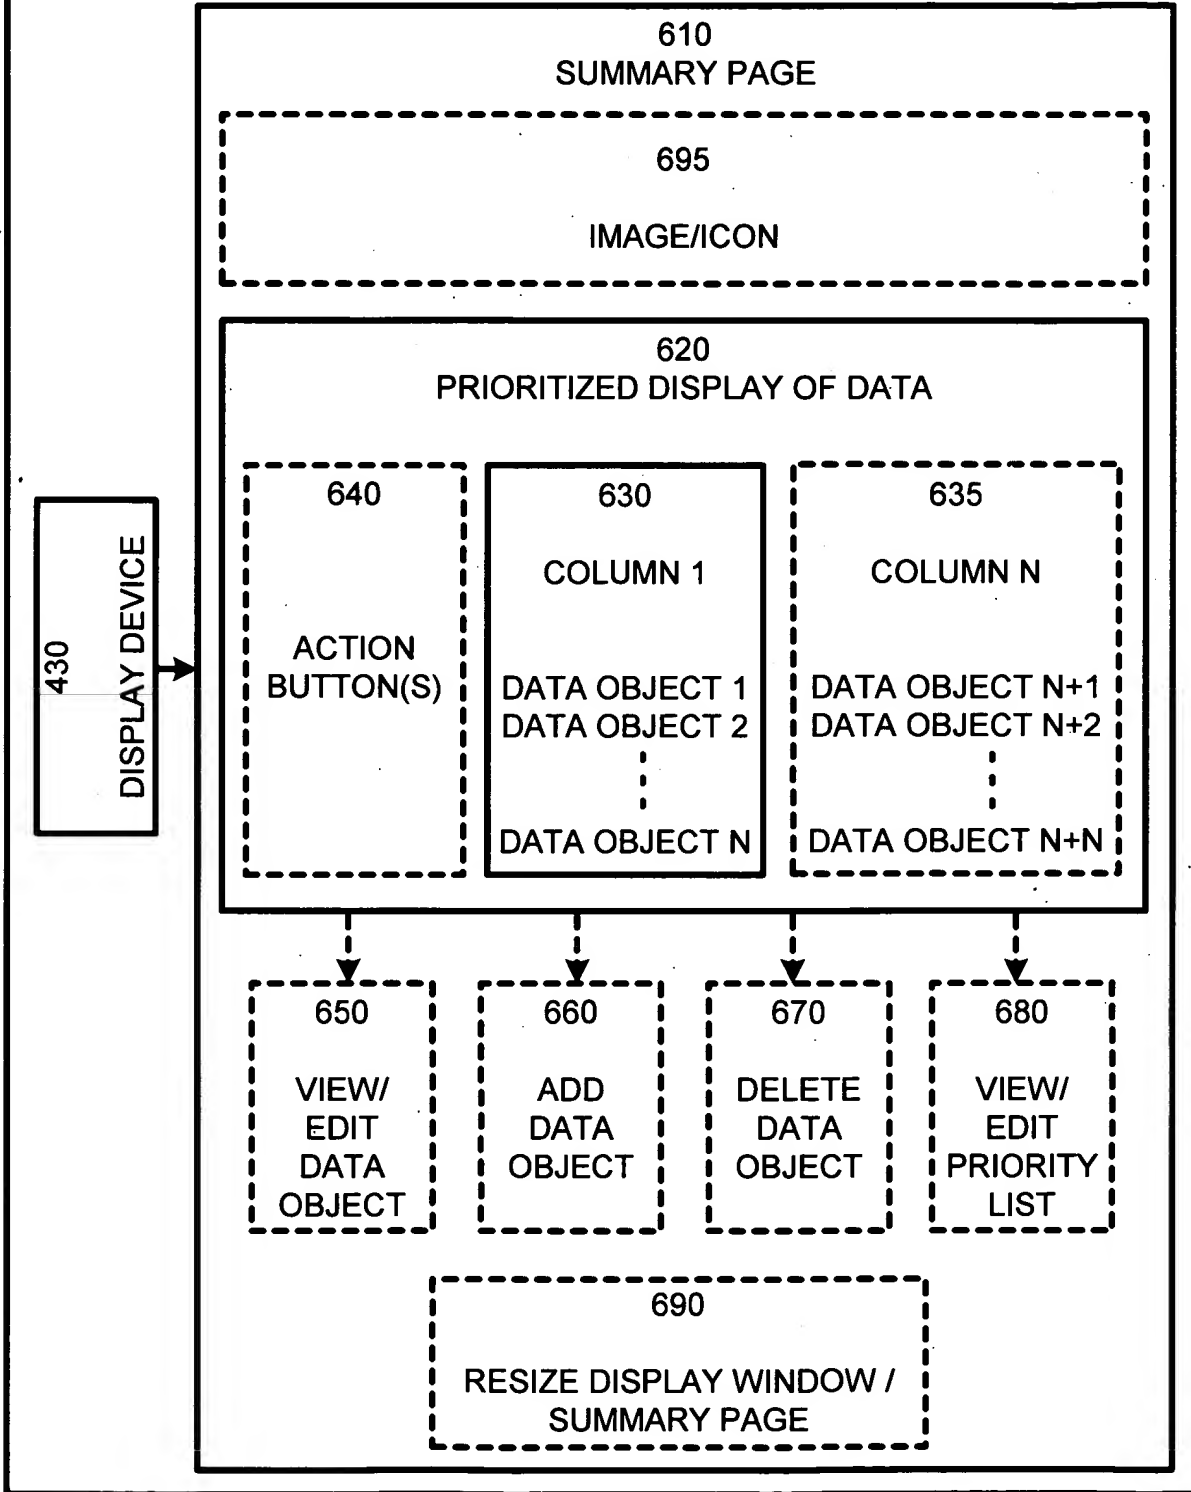 610
SUMMARY PAGE
695
IMAGE/ICON
620
PRIORITIZED DISPLAY OF DATA
640
ACTION
BUTTON(S)
630
COLUMN 1
DATA OBJECT 1
DATA OBJECT 2
DATA OBJECT N
635
COLUMN N
DATA OBJECT N+1
DATA OBJECT N+2
DATA OBJECT N+N
430
DISPLAY DEVICE
650
VIEW/
EDIT
DATA
OBJECT
660
ADD
DATA
OBJECT
670
DELETE
DATA
OBJECT
680
VIEW/
EDIT
PRIORITY
LIST
690
RESIZE DISPLAY WINDOW /
SUMMARY PAGE